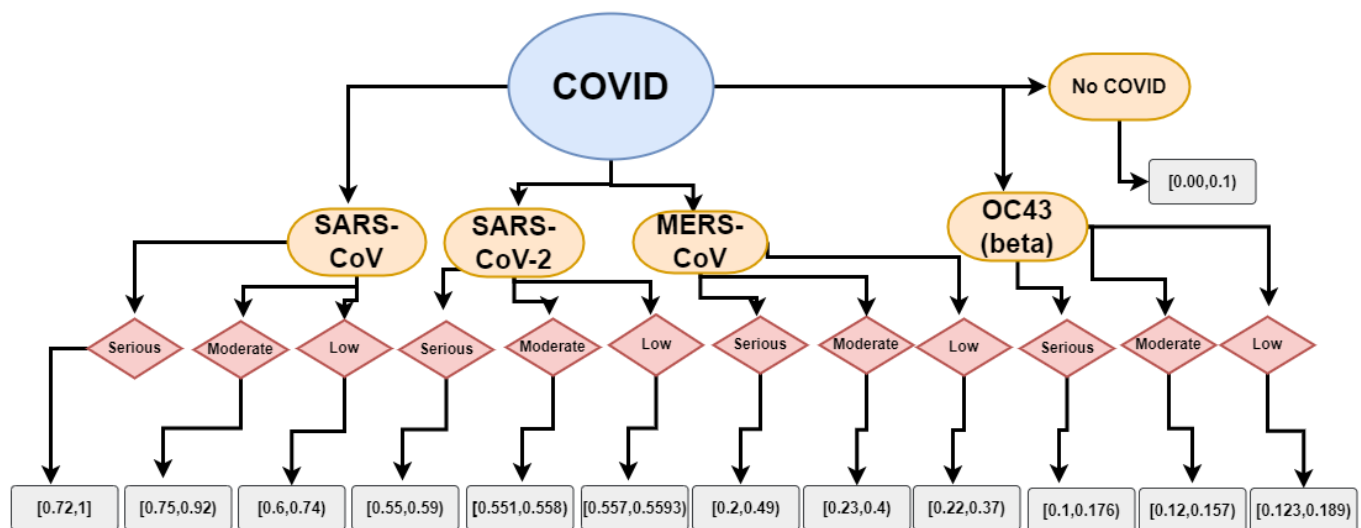 COVID
No COVID
[0.00,0.1)
SARS-
CoV
SARS-
CoV-2
MERS-
CoV
OC43
(beta)
Serious
Moderate
Low
Serious
Moderate
Low
Serious
Moderate
Low
Serious
Moderate
Low
[0.72,1]
[0.75,0.92)
[0.6,0.74)
[0.55,0.59)
[0.551,0.558)
[0.557,0.5593)
[0.2,0.49)
[0.23,0.4)
[0.22,0.37)
[0.1,0.176)
[0.12,0.157)
[0.123,0.189)